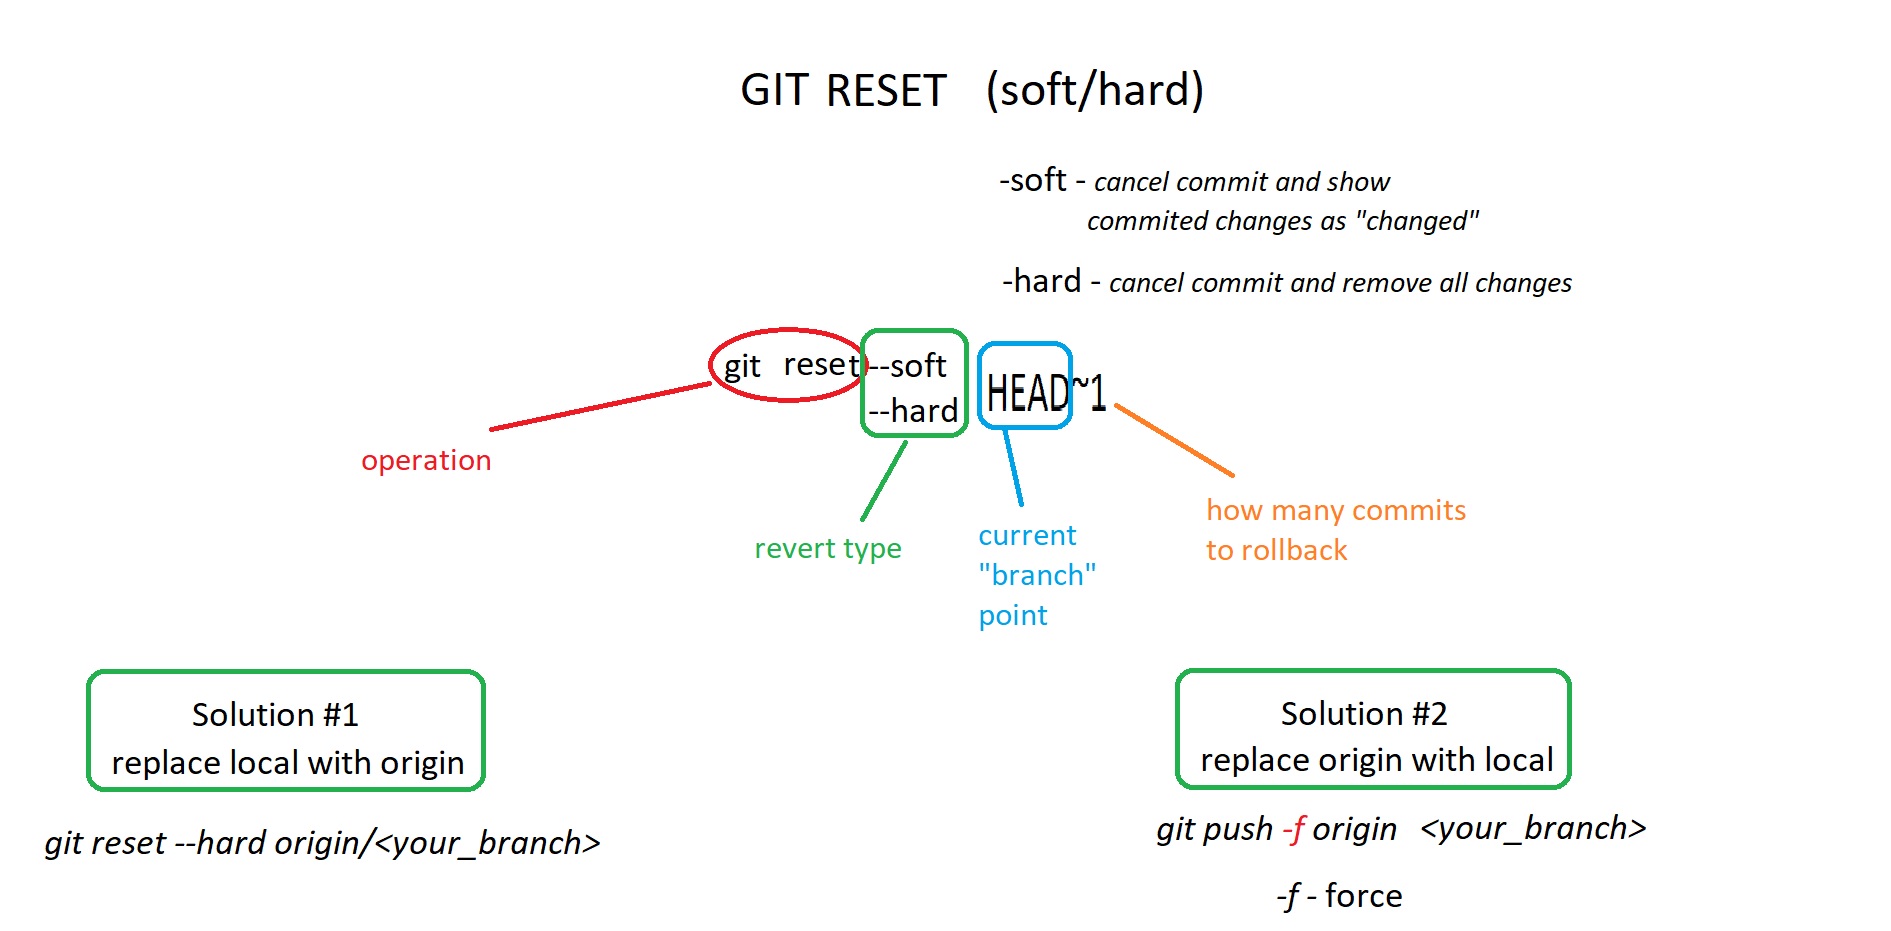 GIT RESET (soft/hard)
-soft - cancel commit and show
commited changes as "changed"
-hard - cancel commit and remove all changes
git reset --soft
--hard
HEAD~1
operation
revert type
current
"branch"
point
how many commits
to rollback
Solution #1
replace local with origin
git reset --hard origin/<your_branch>
Solution #2
replace origin with local
git push -f origin <your_branch>
-f - force